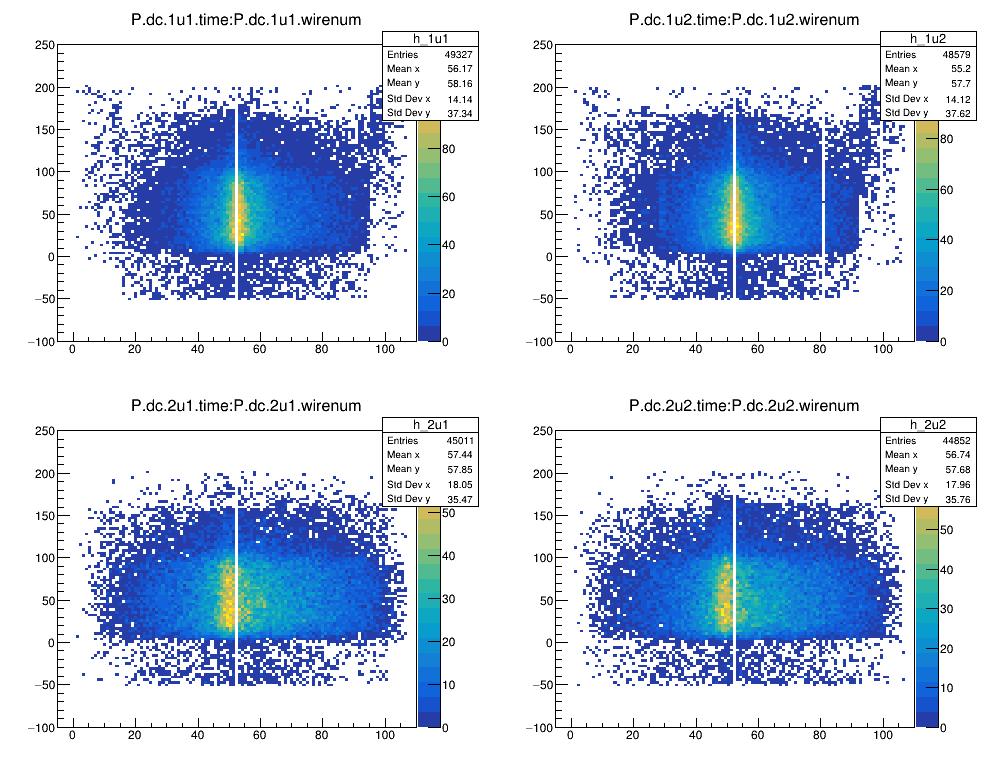 P.dc.1u1.time:P.dc.1u1.wirenum
h_1u1
Entries 49327
Mean x 56.17
Mean y 58.16
Std Dev x 14.14
Std Dev y 37.34
250
200
150
100
50
0
−50
−100
0 20 40 60 80 100
80
60
40
20
0
P.dc.1u2.time:P.dc.1u2.wirenum
h_1u2
Entries 48579
Mean x 55.2
Mean y 57.7
Std Dev x 14.12
Std Dev y 37.62
250
200
150
100
50
0
−50
−100
0 20 40 60 80 100
80
60
40
20
0
P.dc.2u1.time:P.dc.2u1.wirenum
h_2u1
Entries 45011
Mean x 57.44
Mean y 57.85
Std Dev x 18.05
Std Dev y 35.47
250
200
150
100
50
0
−50
−100
0 20 40 60 80 100
50
40
30
20
10
0
P.dc.2u2.time:P.dc.2u2.wirenum
h_2u2
Entries 44852
Mean x 56.74
Mean y 57.68
Std Dev x 17.96
Std Dev y 35.76
250
200
150
100
50
0
−50
−100
0 20 40 60 80 100
50
40
30
20
10
0